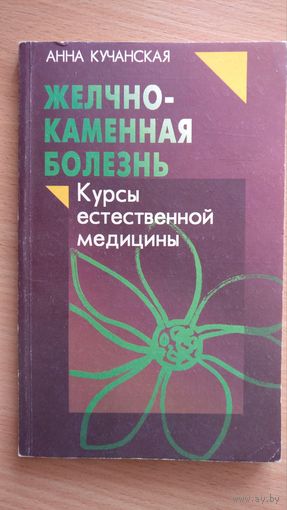 АННА КУЧАНСКАЯ
ЖЕЛЧНО-
КАМЕННАЯ
БОЛЕЗНЬ
Курсы
естественной
медицины
www.ay.by